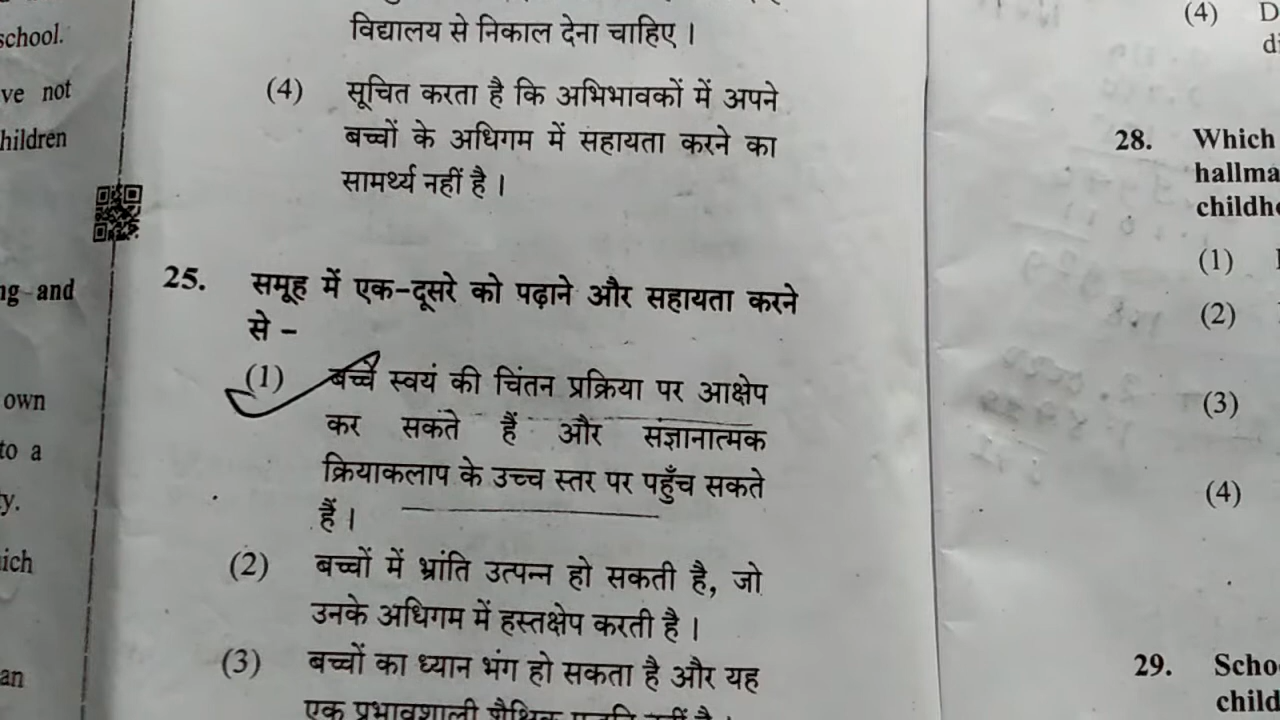 school.
ve not
hildren
ng and
own
to a
y.
ich
an
विद्यालय से निकाल देना चाहिए ।
(4) सूचित करता है कि अभिभावकों में अपने
बच्चों के अधिगम में सहायता करने का
सामर्थ्य नहीं है ।
25. समूह में एक-दूसरे को पढ़ाने और सहायता करने
से –
(1) बच्चे स्वयं की चिंतन प्रक्रिया पर आक्षेप
कर सकते हैं और संज्ञानात्मक
क्रियाकलाप के उच्च स्तर पर पहुँच सकते
हैं ।
(2) बच्चों में भ्रांति उत्पन्न हो सकती है, जो
उनके अधिगम में हस्तक्षेप करती है ।
(3) बच्चों का ध्यान भंग हो सकता है और यह
एक प्रभावशाली शैक्षिक
(4) D
di
28. Which
hallma
childh
(1)
(2)
(3)
(4)
29. Scho
child